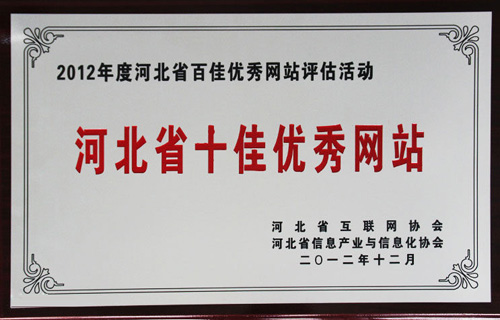 2012年度河北省百佳优秀网站评估活动
河北省十佳优秀网站
河北省互联网协会
河北省信息产业与信息化协会
二〇一二年十二月